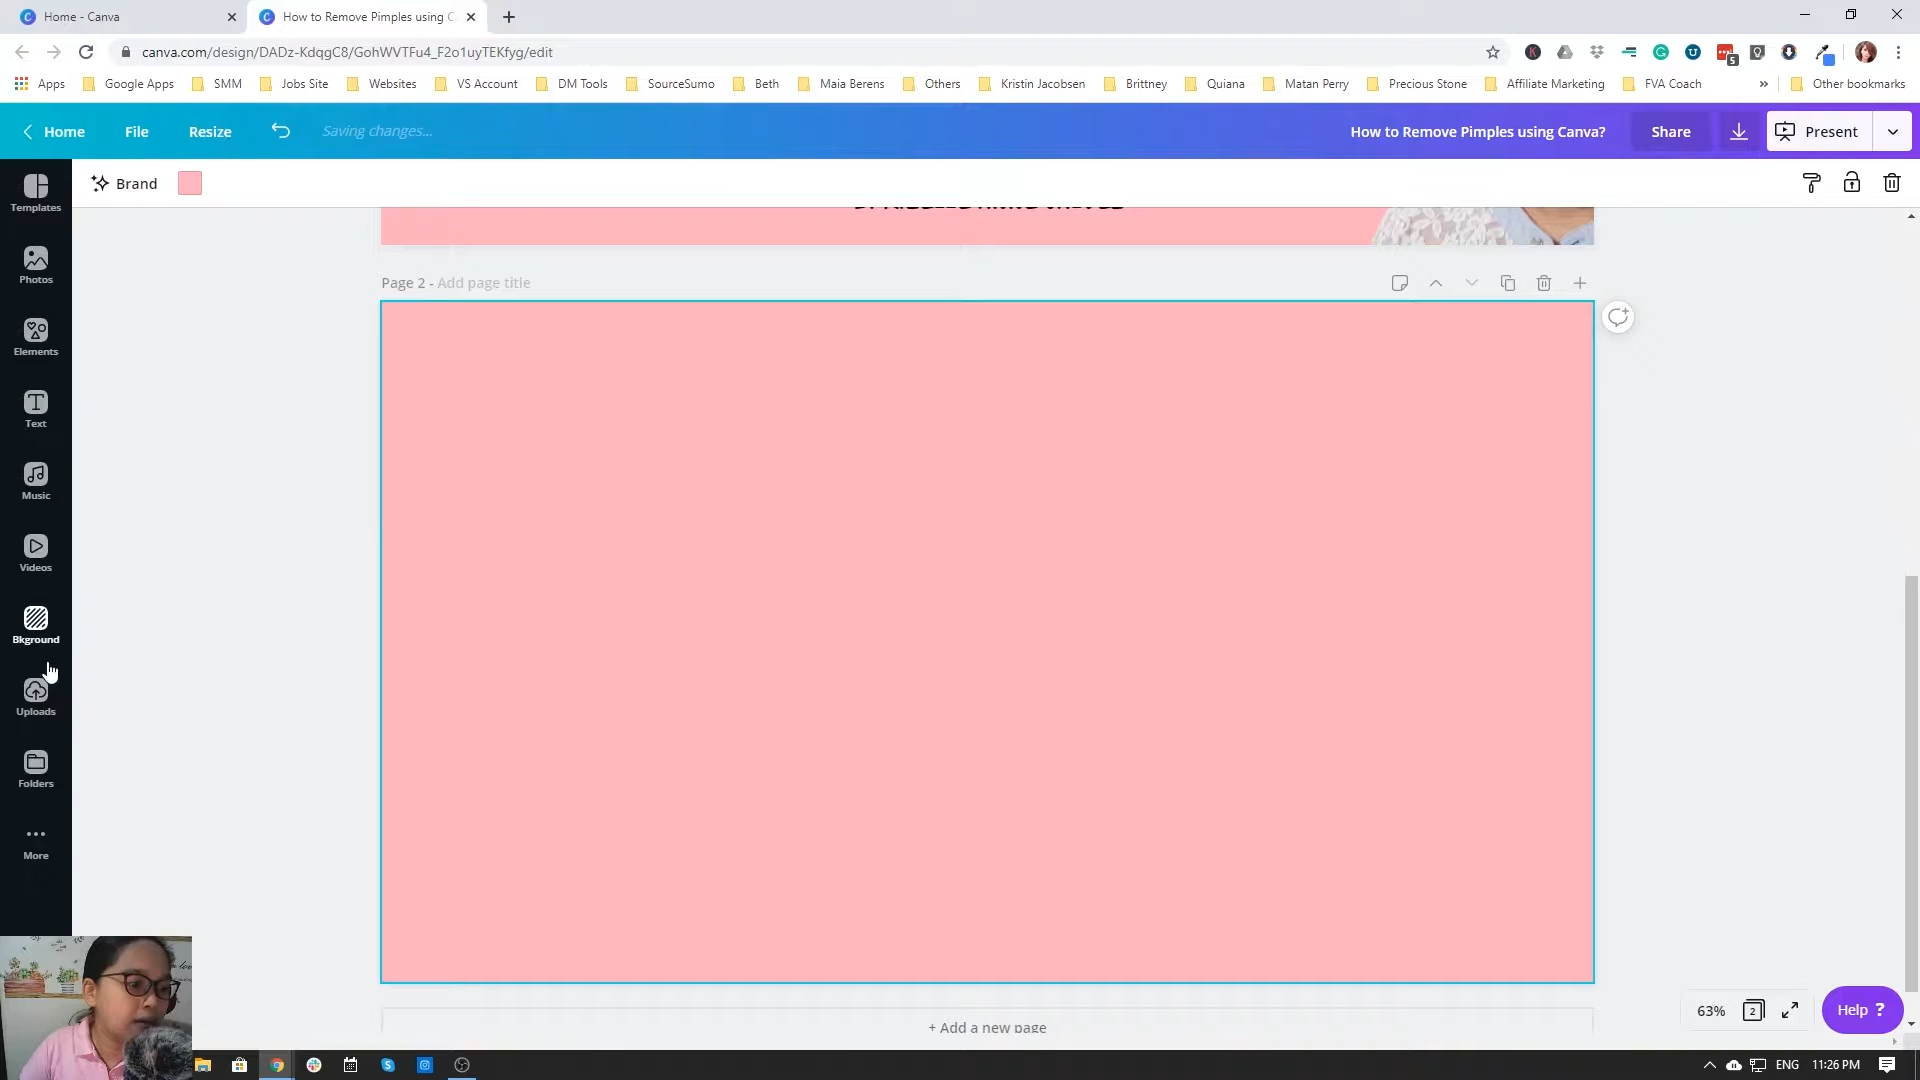 Home - Canva
How to Remove Pimples using C
canva.com/design/DADz-KdqgC8/GohWVTFu4_F2o1uyTEKfyg/edit
5
Apps Google Apps SMM Jobs Site Websites VS Account DM Tools SourceSumo Beth Maia Berens Others Kristin Jacobsen Brittney Quiana Matan Perry Precious Stone Affiliate Marketing FVA Coach » Other bookmarks
Home File Resize Saving changes... How to Remove Pimples using Canva? Share Present
Templates
Brand
Photos
Page 2 - Add page title
Elements
Text
Music
Videos
Bkground
Uploads
Folders
More
63% 2 Help ?
+ Add a new page
ENG 11:26 PM